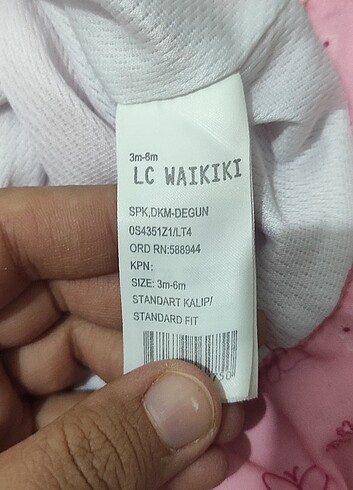 3m-6m
LC WAIKIKI
SPK,DKM-DEGUN
0S4351Z1/LT4
ORD RN:588944
KPN:
SIZE: 3m-6m
STANDART KALIP/
STANDARD FIT